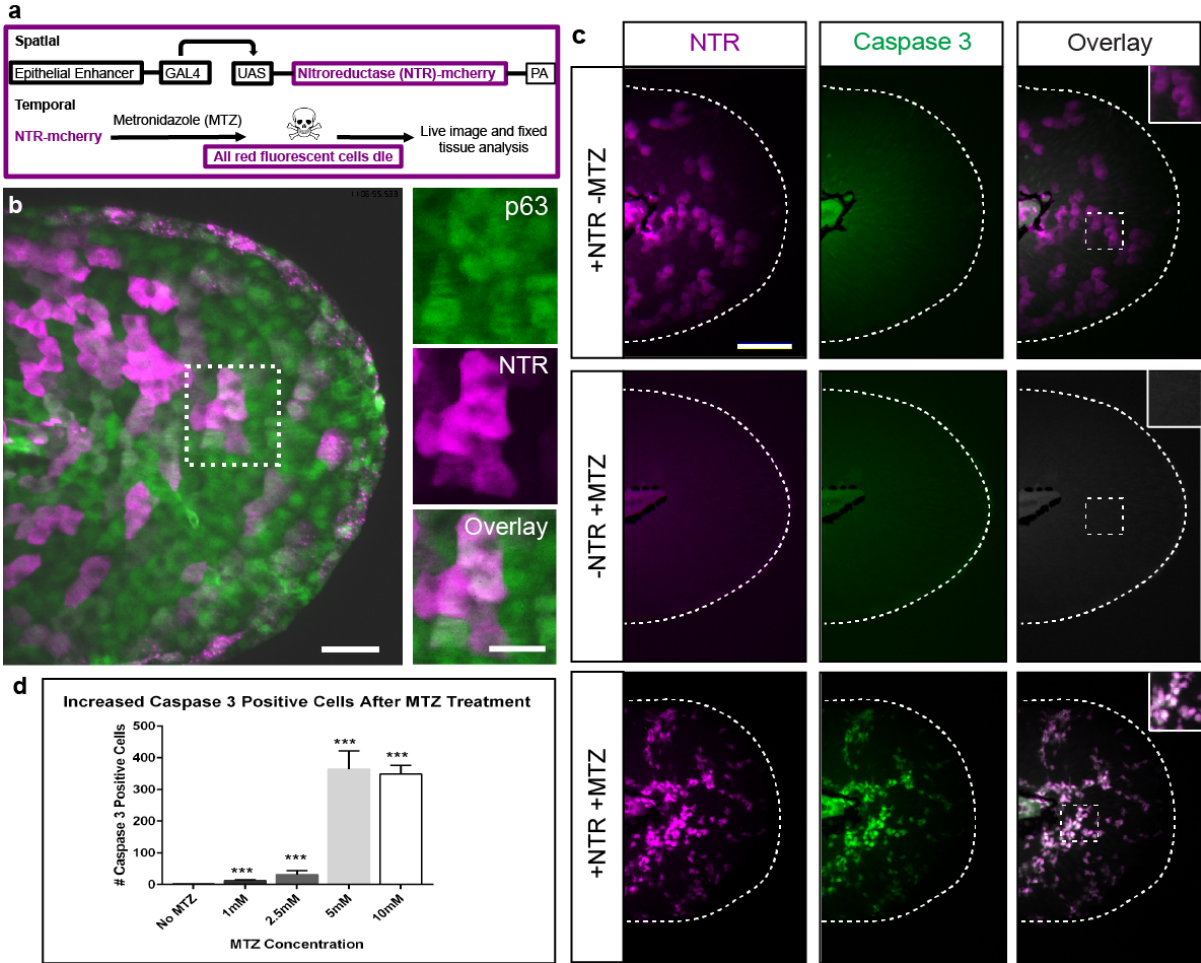 a
Spatial
Epithelial Enhancer GAL4 UAS Nitroreductase (NTR)-mcherry PA
Temporal
NTR-mcherry Metronidazole (MTZ) Live image and fixed
tissue analysis
All red fluorescent cells die
b
p63
NTR
Overlay
c
NTR Caspase 3 Overlay
+NTR -MTZ
-NTR +MTZ
+NTR +MTZ
d
Increased Caspase 3 Positive Cells After MTZ Treatment
# Caspase 3 Positive Cells
500
400
300
200
100
0
***
***
***
***
No MTZ 1mM 2.5mM 5mM 10mM
MTZ Concentration